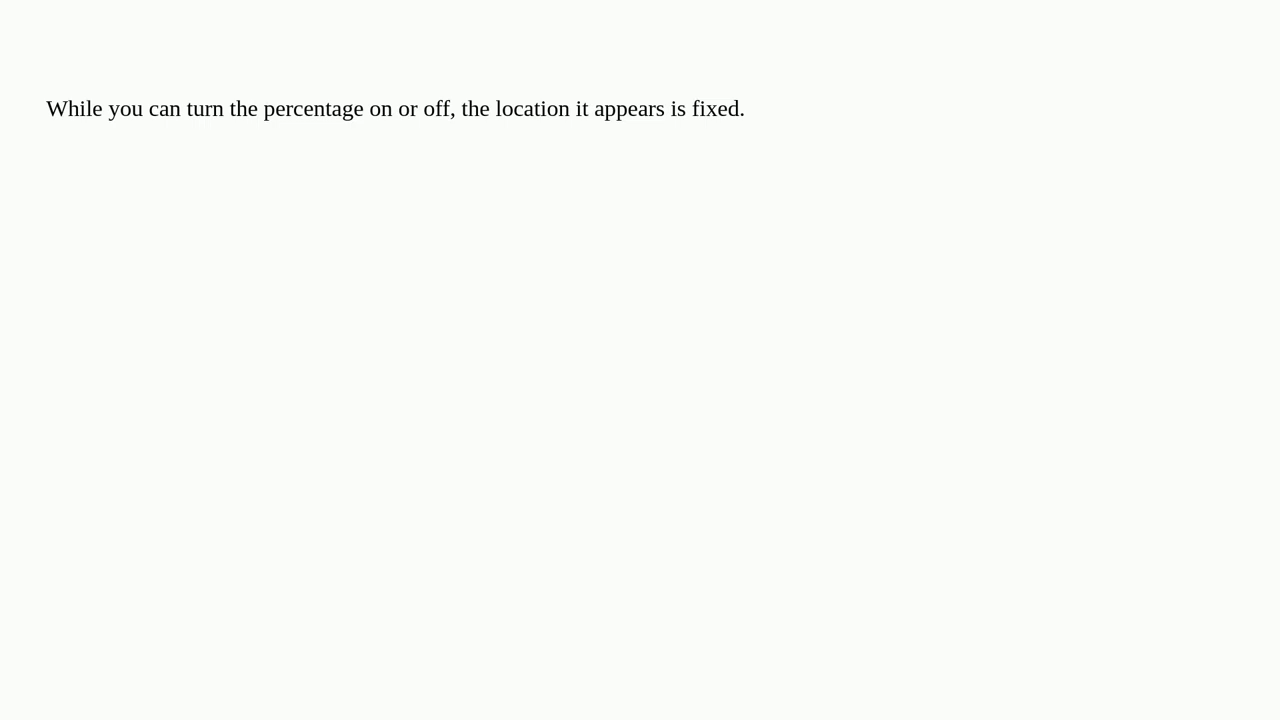 While you can turn the percentage on or off, the location it appears is fixed.